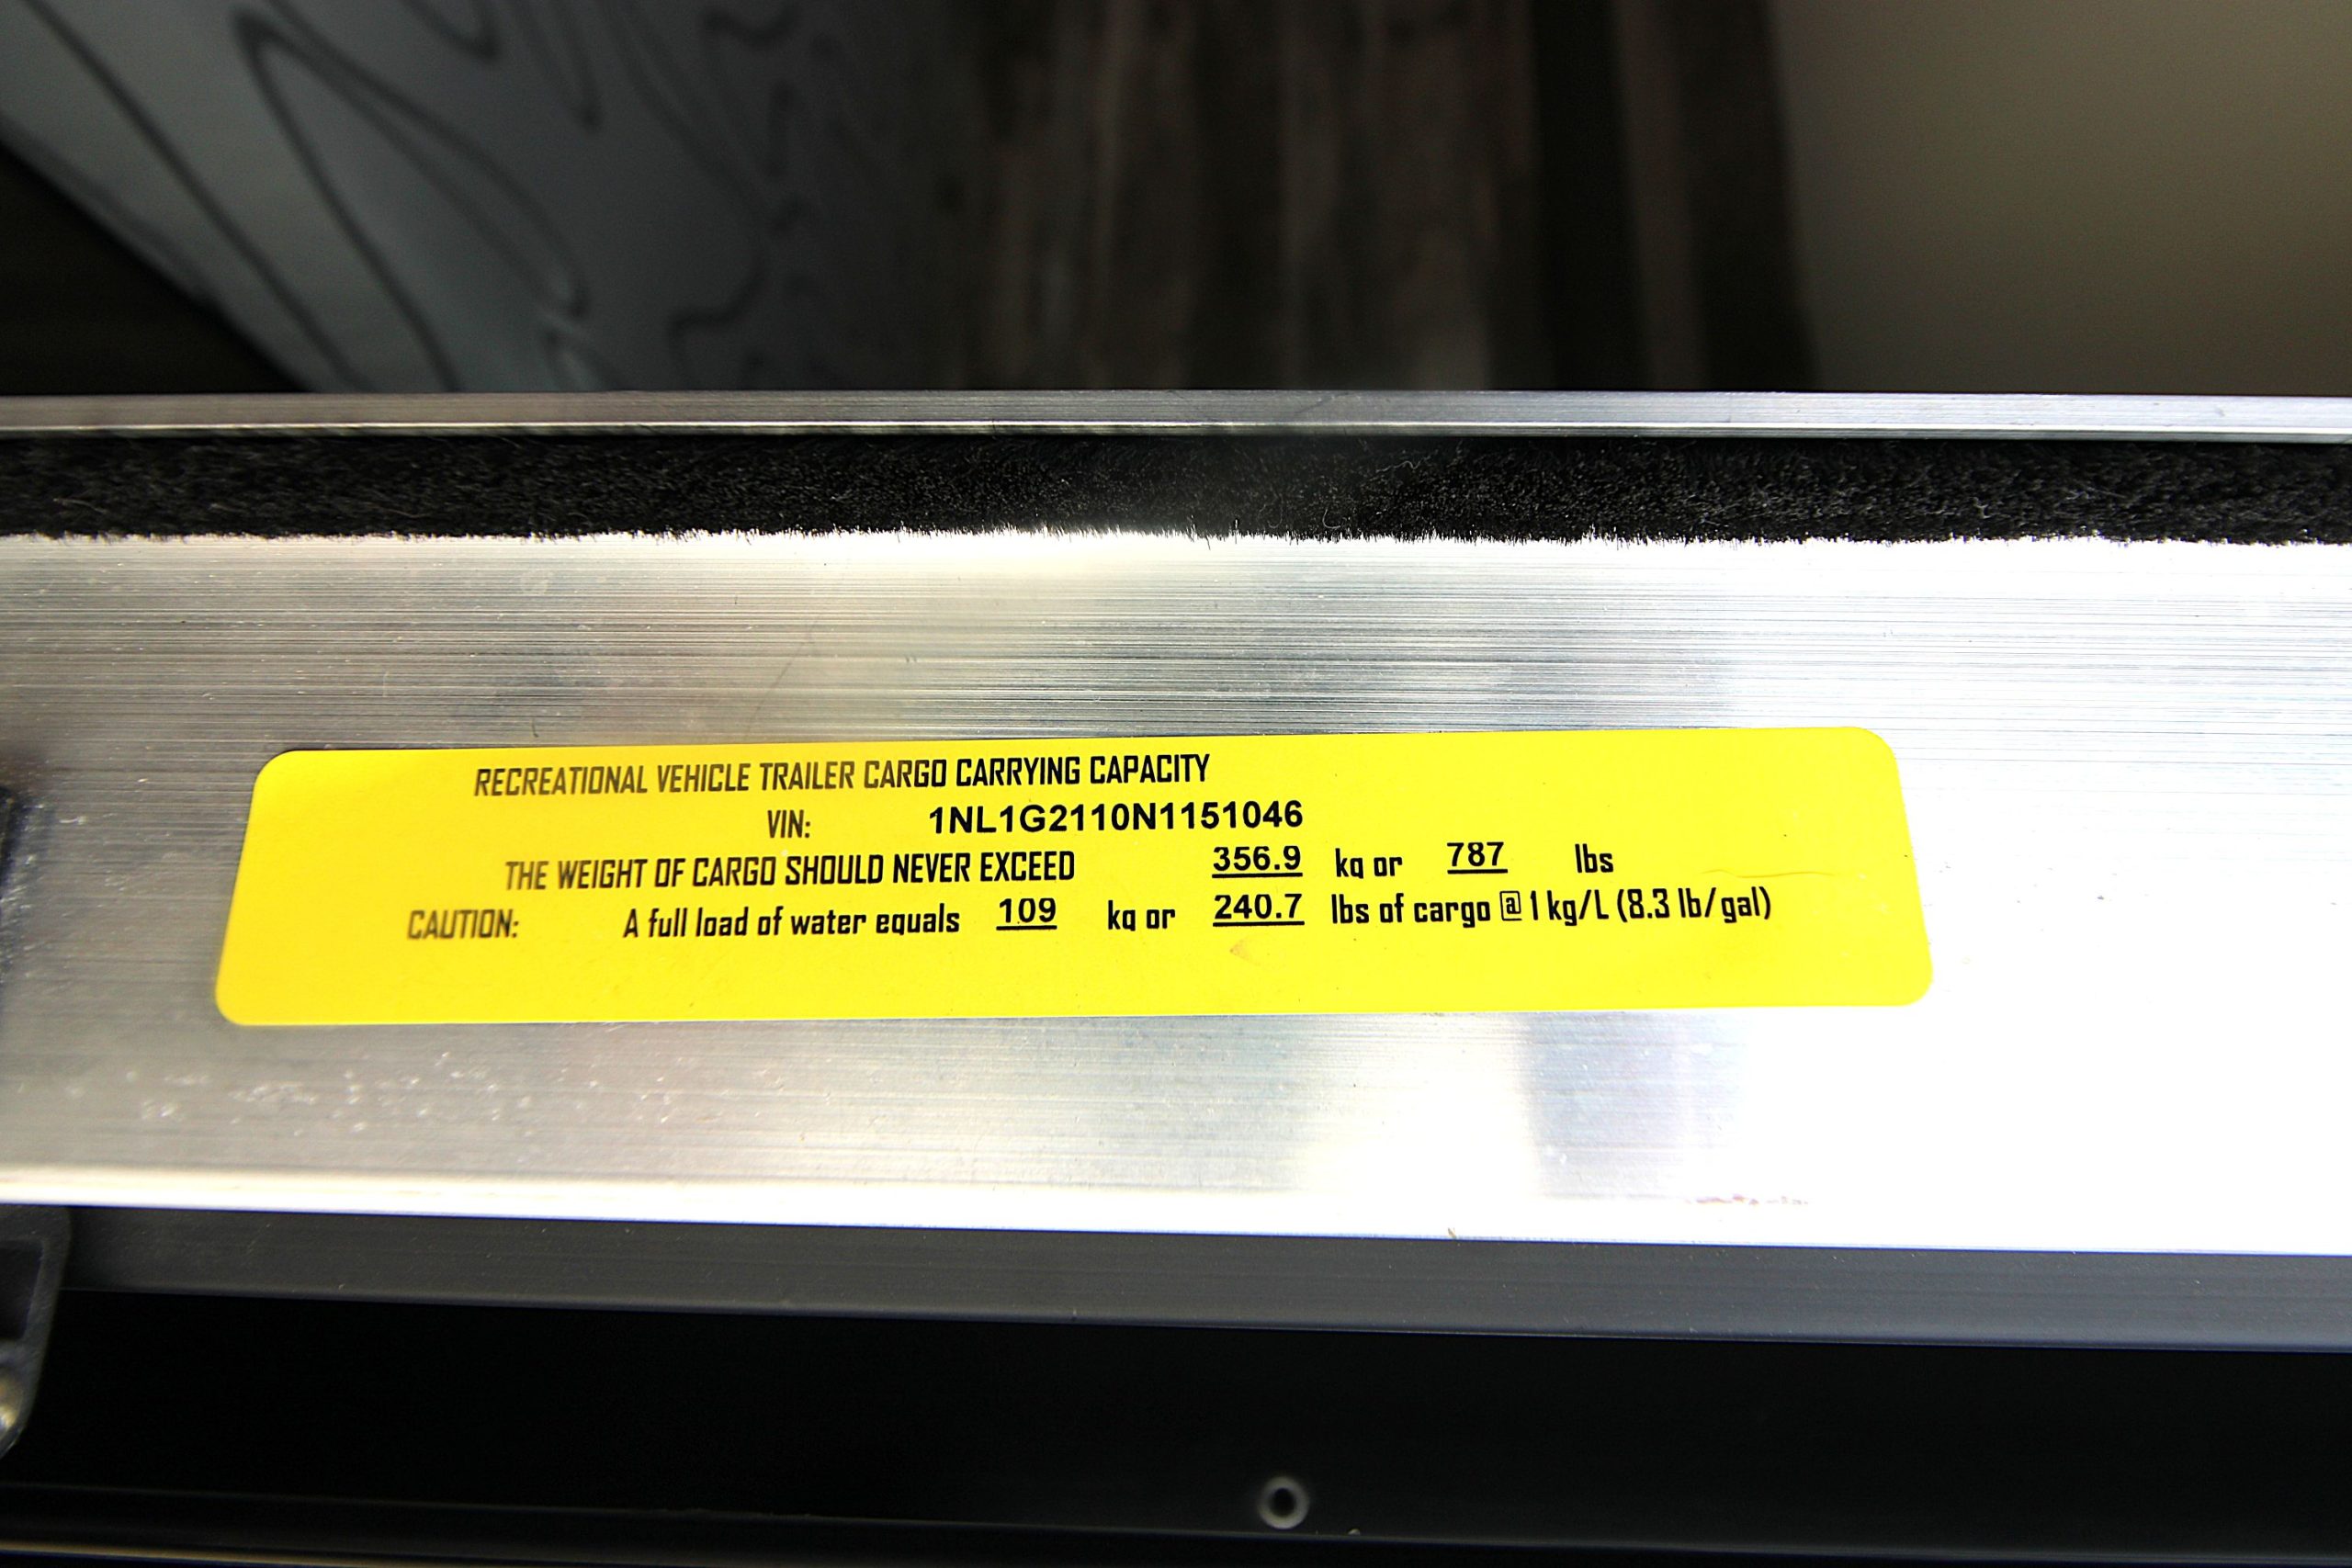 RECREATIONAL VEHICLE TRAILER CARGO CARRYING CAPACITY
VIN: 1NL1G2110N1151046
THE WEIGHT OF CARGO SHOULD NEVER EXCEED 356.9 kg or 787 lbs
CAUTION: A full load of water equals 109 kg or 240.7 lbs of cargo @ 1 kg/L (8.3 lb/gal)